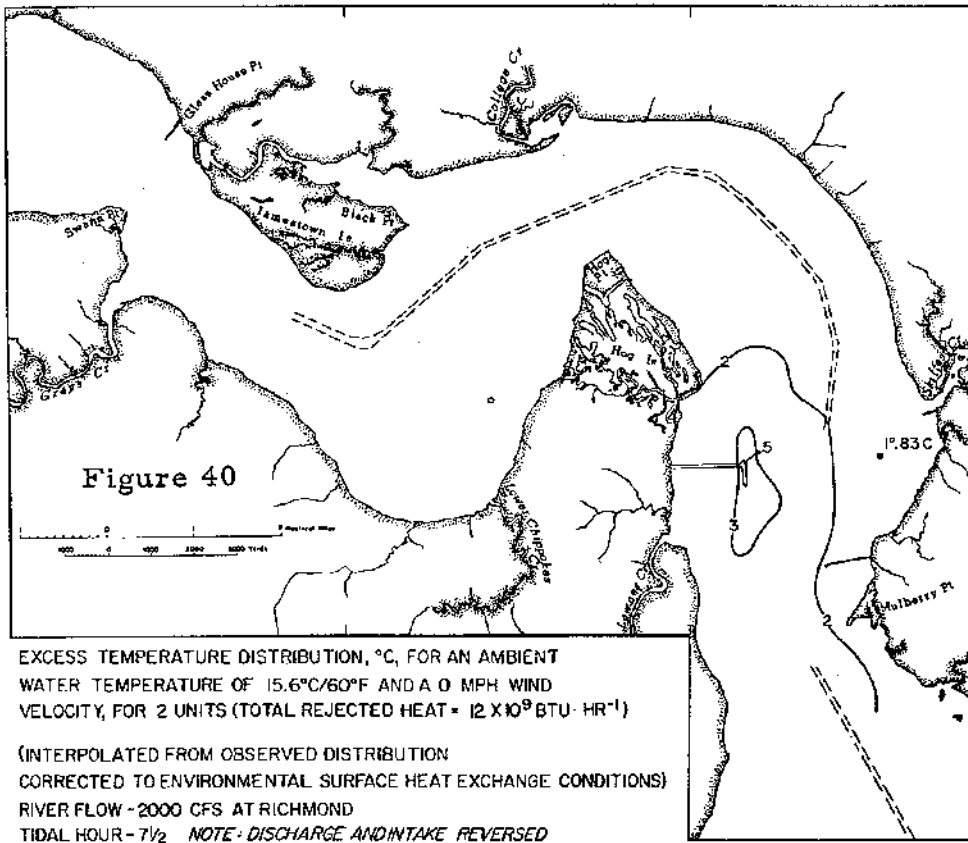 Glass House Pt
College Cr
Swann Pt
Jamestown Is
Black Pt
Hog Pt
Hog Is
Grays Cr
2
5
1°.83 C
Figure 40
3
Mulberry Pt
2
EXCESS TEMPERATURE DISTRIBUTION, °C, FOR AN AMBIENT
WATER TEMPERATURE OF 15.6°C/60°F AND A 0 MPH WIND
VELOCITY, FOR 2 UNITS (TOTAL REJECTED HEAT = 12 X10⁹ BTU· HR⁻¹)
(INTERPOLATED FROM OBSERVED DISTRIBUTION
CORRECTED TO ENVIRONMENTAL SURFACE HEAT EXCHANGE CONDITIONS)
RIVER FLOW - 2000 CFS AT RICHMOND
TIDAL HOUR - 7 1/2 NOTE: DISCHARGE AND INTAKE REVERSED